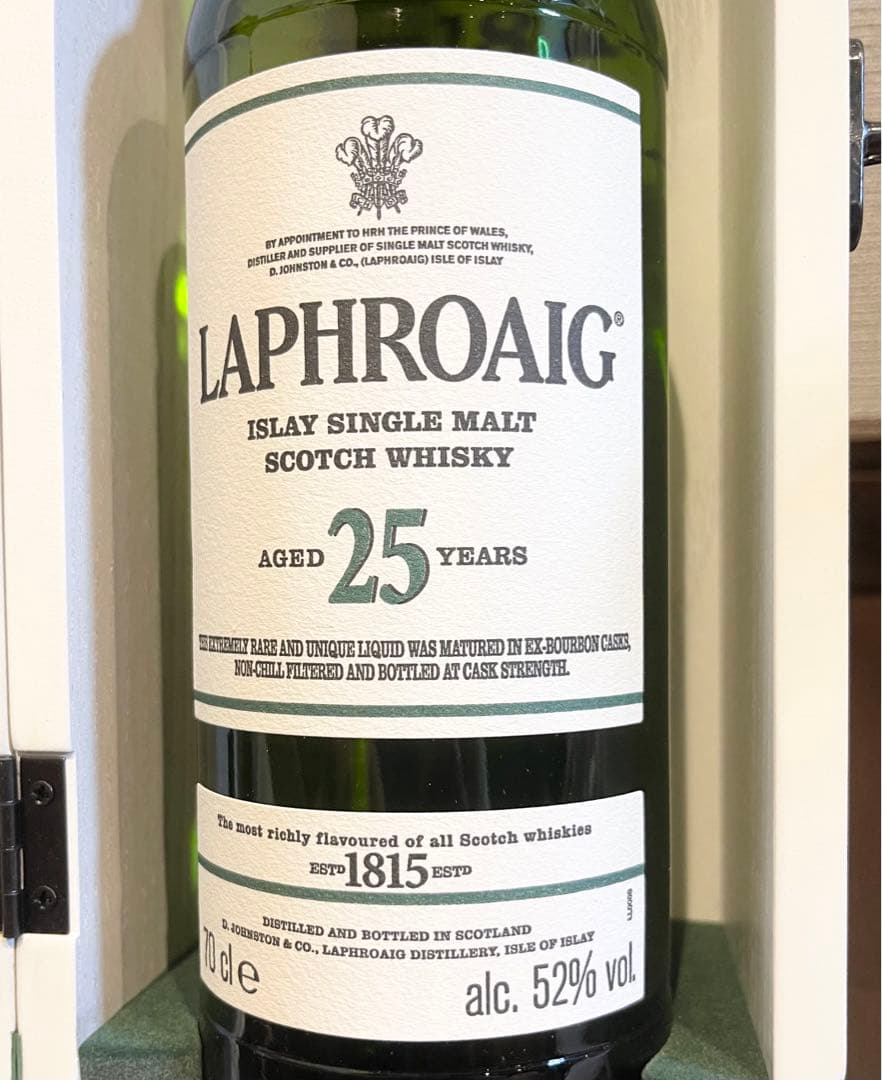 BY APPOINTMENT TO HRH THE PRINCE OF WALES,
DISTILLER AND SUPPLIER OF SINGLE MALT SCOTCH WHISKY,
D. JOHNSTON & CO., (LAPHROAIG) ISLE OF ISLAY
LAPHROAIG®
ISLAY SINGLE MALT
SCOTCH WHISKY
AGED 25 YEARS
EXTREMELY RARE AND UNIQUE LIQUID WAS MATURED IN EX-BOURBON CASKS,
NON-CHILL FILTERED AND BOTTLED AT CASK STRENGTH.
The most richly flavoured of all Scotch whiskies
ESTD 1815 ESTD
DISTILLED AND BOTTLED IN SCOTLAND
D. JOHNSTON & CO., LAPHROAIG DISTILLERY, ISLE OF ISLAY
70 cl e
alc. 52% vol.